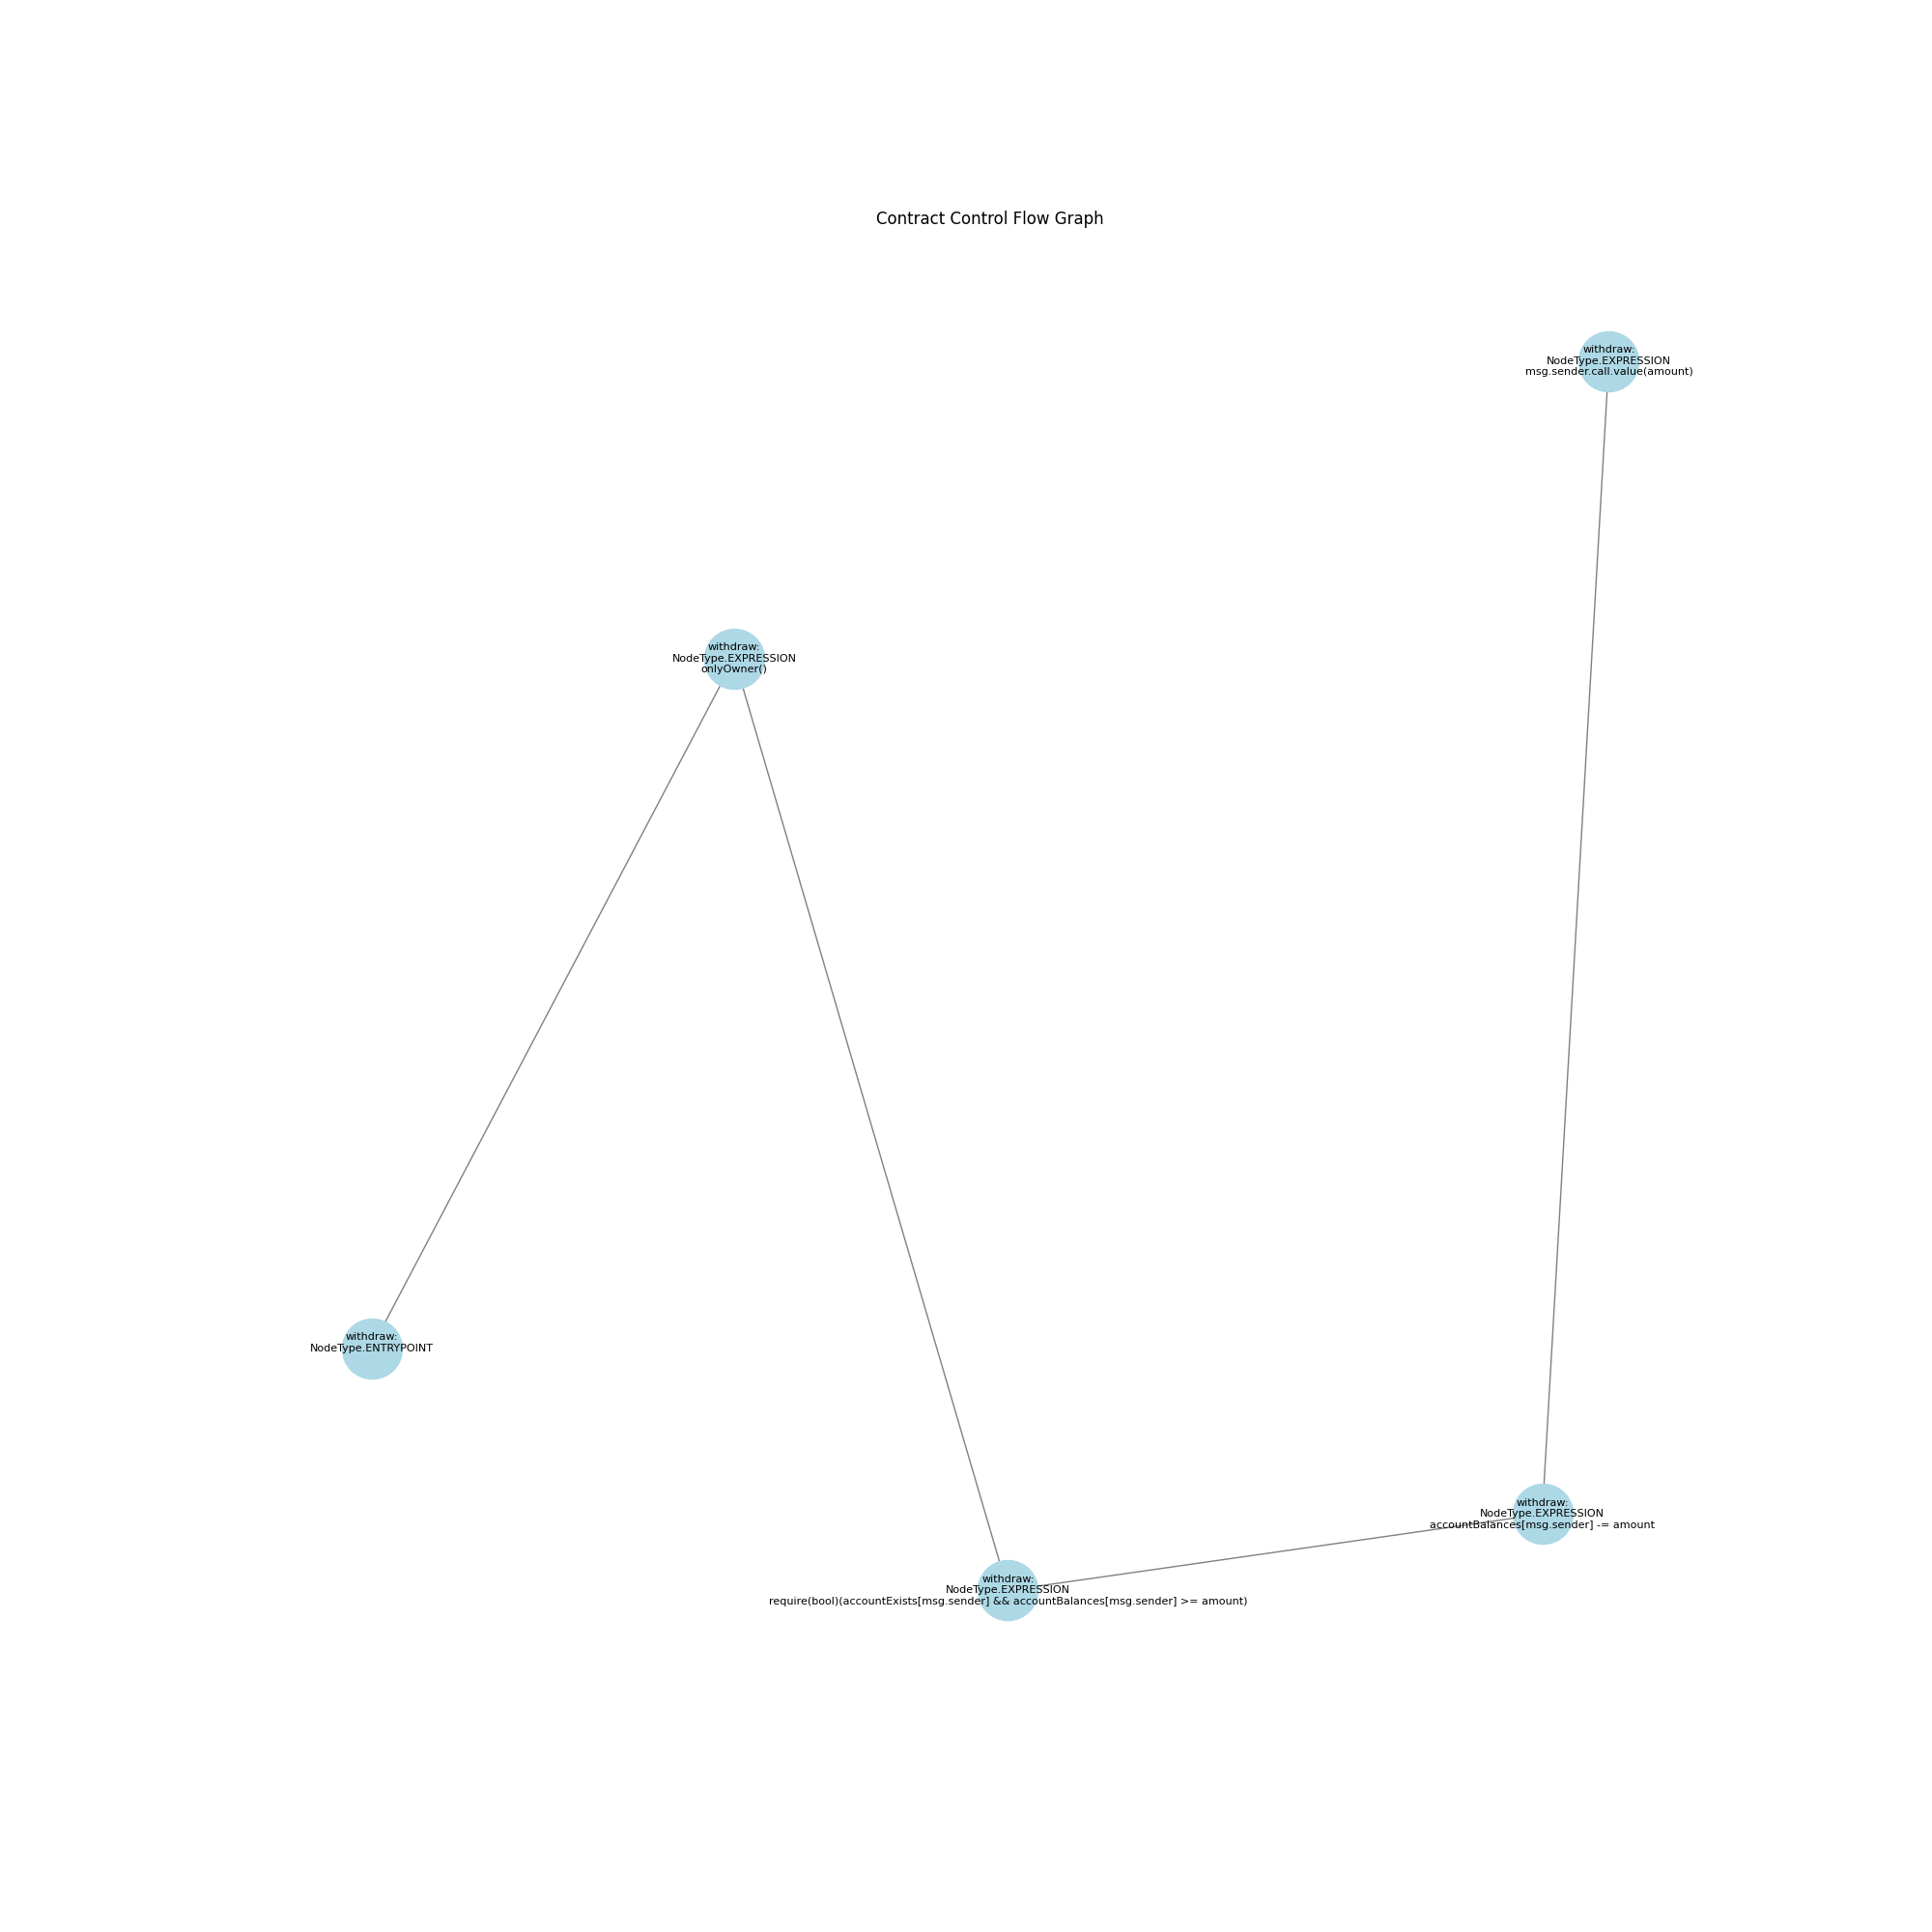 Contract Control Flow Graph
withdraw:
NodeType.EXPRESSION
msg.sender.call.value(amount)
withdraw:
NodeType.EXPRESSION
onlyOwner()
withdraw:
NodeType.ENTRYPOINT
withdraw:
NodeType.EXPRESSION
accountBalances[msg.sender] -= amount
withdraw:
NodeType.EXPRESSION
require(bool)(accountExists[msg.sender] && accountBalances[msg.sender] >= amount)